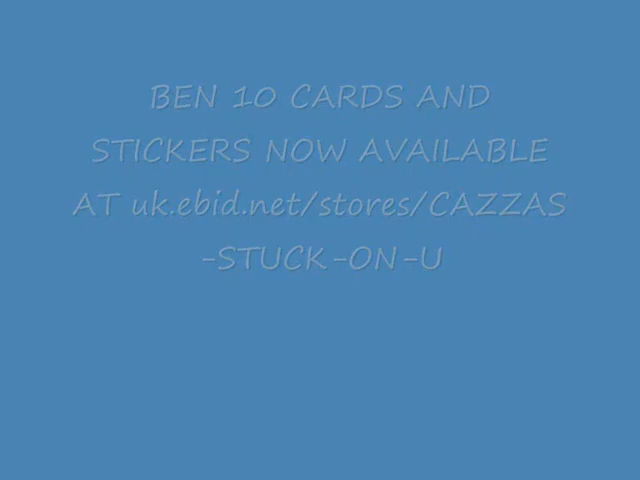 BEN 10 CARDS AND
STICKERS NOW AVAILABLE
AT uk.ebid.net/stores/CAZZAS
-STUCK-ON-U